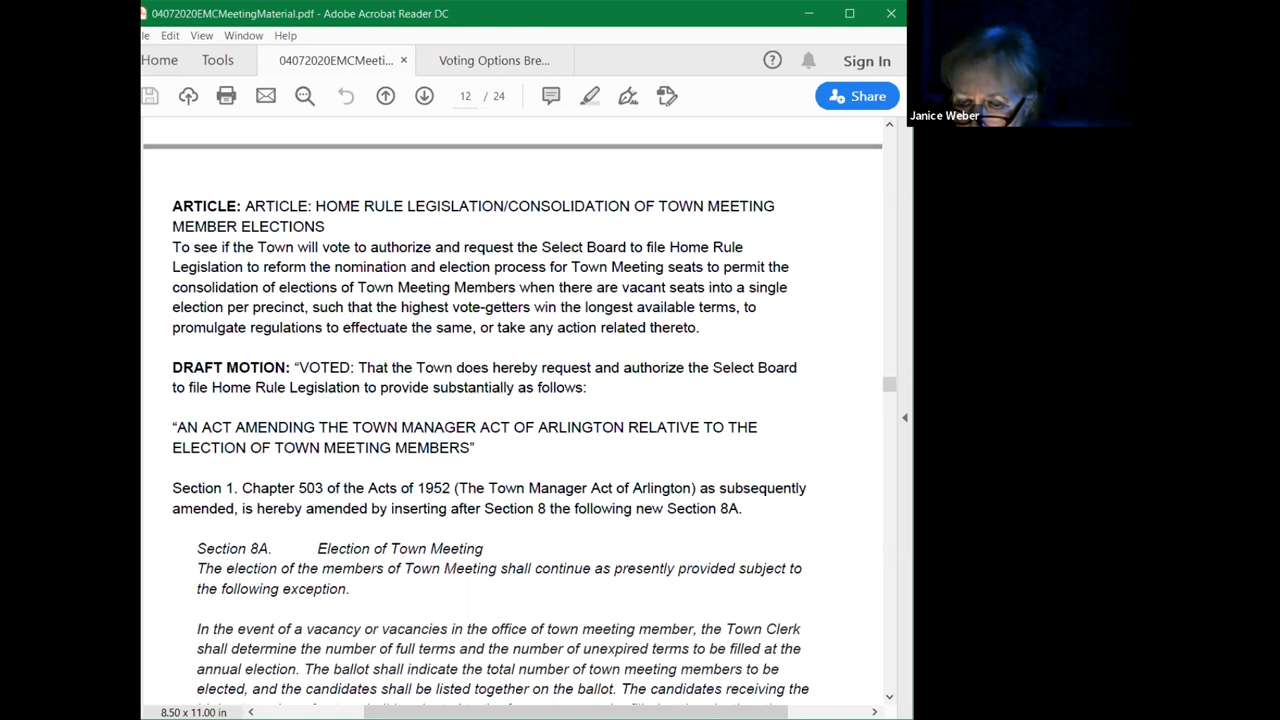 04072020EMCMeetingMaterial.pdf - Adobe Acrobat Reader DC
le Edit View Window Help
Home Tools 04072020EMCMeeti... × Voting Options Bre... Sign In
12 / 24 Share
Janice Weber
ARTICLE: ARTICLE: HOME RULE LEGISLATION/CONSOLIDATION OF TOWN MEETING
MEMBER ELECTIONS
To see if the Town will vote to authorize and request the Select Board to file Home Rule
Legislation to reform the nomination and election process for Town Meeting seats to permit the
consolidation of elections of Town Meeting Members when there are vacant seats into a single
election per precinct, such that the highest vote-getters win the longest available terms, to
promulgate regulations to effectuate the same, or take any action related thereto.
DRAFT MOTION: “VOTED: That the Town does hereby request and authorize the Select Board
to file Home Rule Legislation to provide substantially as follows:
“AN ACT AMENDING THE TOWN MANAGER ACT OF ARLINGTON RELATIVE TO THE
ELECTION OF TOWN MEETING MEMBERS”
Section 1. Chapter 503 of the Acts of 1952 (The Town Manager Act of Arlington) as subsequently
amended, is hereby amended by inserting after Section 8 the following new Section 8A.
Section 8A. Election of Town Meeting
The election of the members of Town Meeting shall continue as presently provided subject to
the following exception.
In the event of a vacancy or vacancies in the office of town meeting member, the Town Clerk
shall determine the number of full terms and the number of unexpired terms to be filled at the
annual election. The ballot shall indicate the total number of town meeting members to be
elected, and the candidates shall be listed together on the ballot. The candidates receiving the
8.50 x 11.00 in